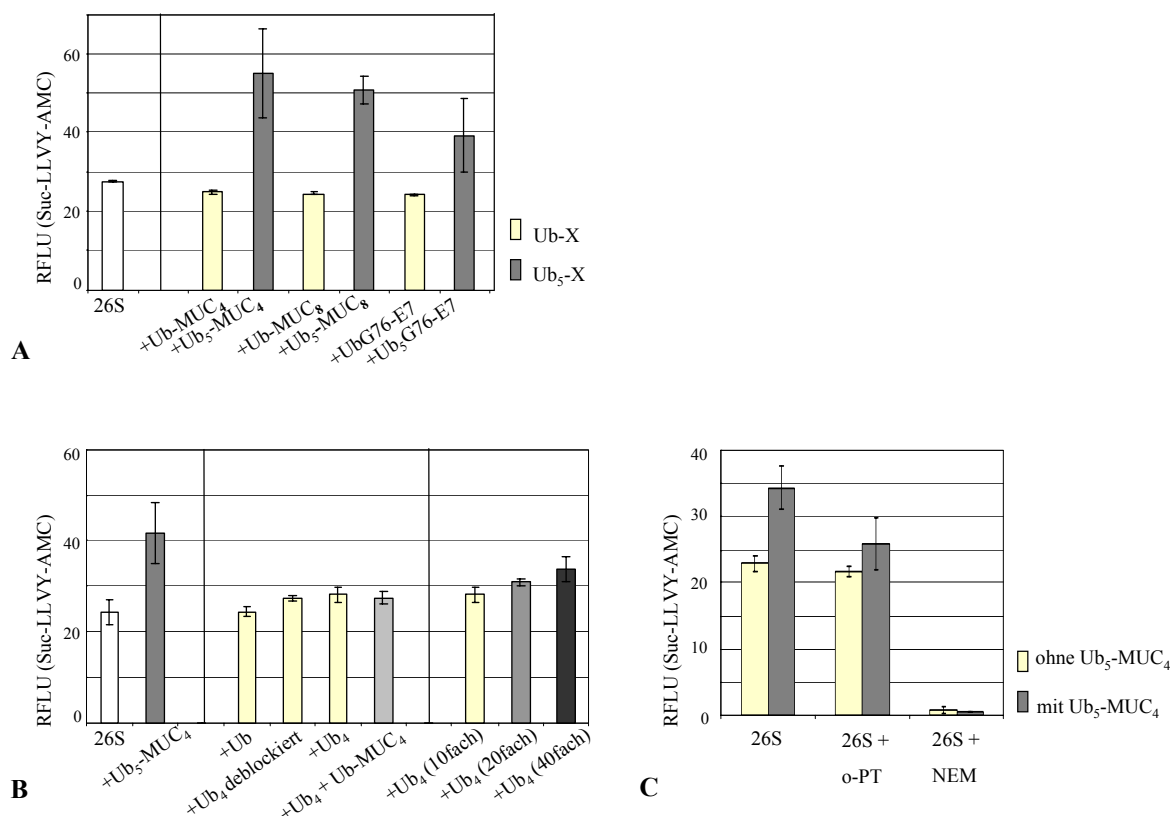 RFLU (Suc-LLVY-AMC)
60
40
20
0
26S
+Ub-MUC₄
+Ub₅-MUC₄
+Ub-MUC₈
+Ub₅-MUC₈
+UbG76-E7
+Ub₅G76-E7
Ub-X
Ub₅-X
A
RFLU (Suc-LLVY-AMC)
60
40
20
0
26S
+Ub₅-MUC₄
+Ub
+Ub₄ deblockiert
+Ub₄
+Ub₄ + Ub-MUC₄
+Ub₄ (10fach)
+Ub₄ (20fach)
+Ub₄ (40fach)
B
RFLU (Suc-LLVY-AMC)
40
30
20
10
0
26S
26S +
o-PT
26S +
NEM
ohne Ub₅-MUC₄
mit Ub₅-MUC₄
C